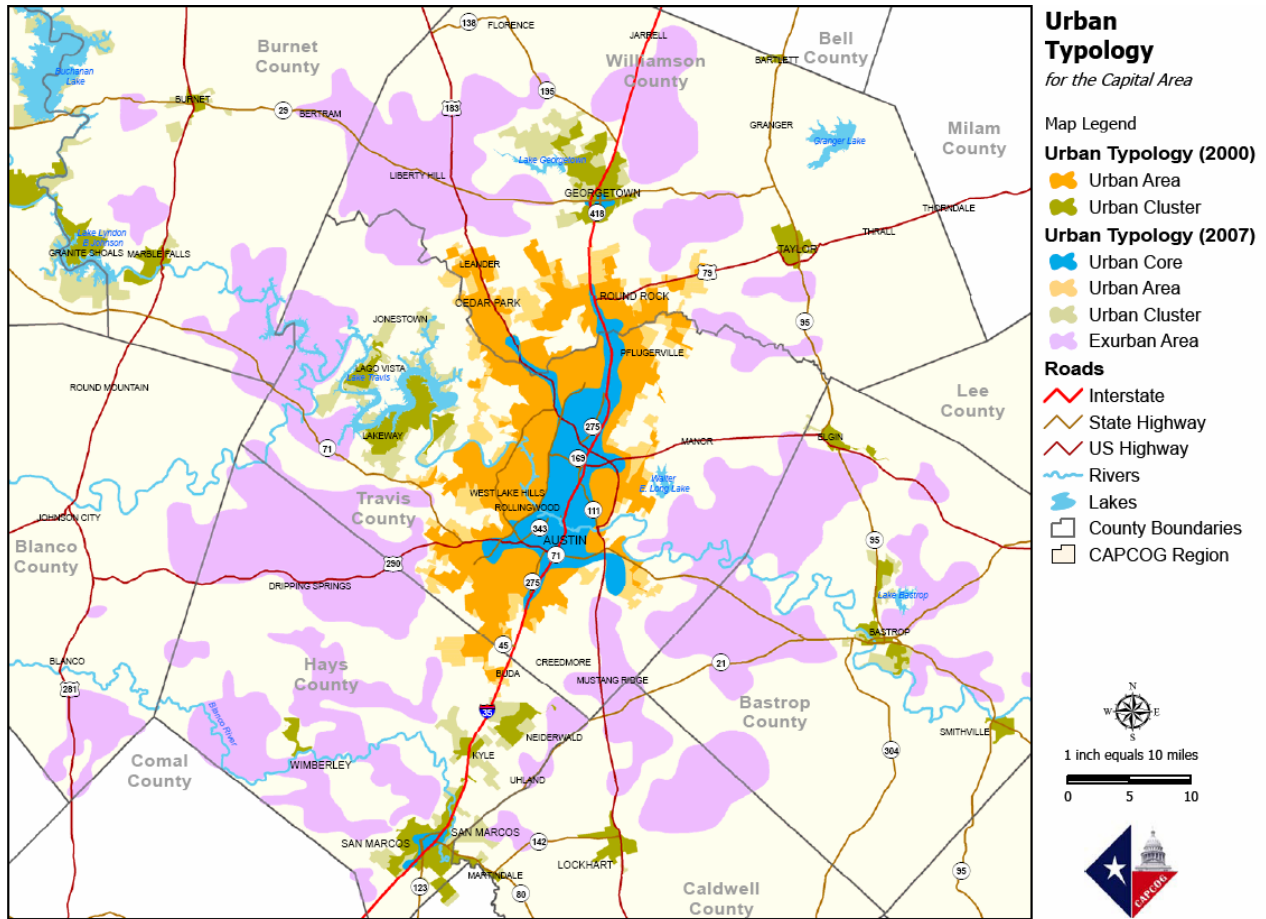 138
FLORENCE
JARRELL
Burnet
County
Williamson
County
Bell
County
Buchanan
Lake
BARTLETT
BURNET
29
BERTRAM
183
195
GRANGER
Granger Lake
Milam
County
Lake Georgetown
LIBERTY HILL
GEORGETOWN
418
THORNDALE
THRALL
TAYLOR
Lake Lyndon
B Johnson
GRANITE SHOALS
MARBLE FALLS
LEANDER
79
CEDAR PARK
ROUND ROCK
JONESTOWN
95
PFLUGERVILLE
LAGO VISTA
Lake Travis
ROUND MOUNTAIN
Lee
County
LAKEWAY
275
71
169
MANOR
ELGIN
Walter
E. Long Lake
Travis
County
WEST LAKE HILLS
ROLLINGWOOD
111
JOHNSON CITY
343
AUSTIN
71
95
Blanco
County
290
DRIPPING SPRINGS
275
Lake Bastrop
BASTROP
45
BLANCO
Hays
County
BUDA
CREEDMORE
21
MUSTANG RIDGE
281
Blanco River
35
Bastrop
County
NEIDERWALD
SMITHVILLE
304
KYLE
Comal
County
WIMBERLEY
UHLAND
SAN MARCOS
SAN MARCOS
142
LOCKHART
MARTINDALE
123
80
95
Caldwell
County
Urban
Typology
for the Capital Area
Map Legend
Urban Typology (2000)
Urban Area
Urban Cluster
Urban Typology (2007)
Urban Core
Urban Area
Urban Cluster
Exurban Area
Roads
Interstate
State Highway
US Highway
Rivers
Lakes
County Boundaries
CAPCOG Region
N
W E
S
1 inch equals 10 miles
0 5 10
CAPCOG